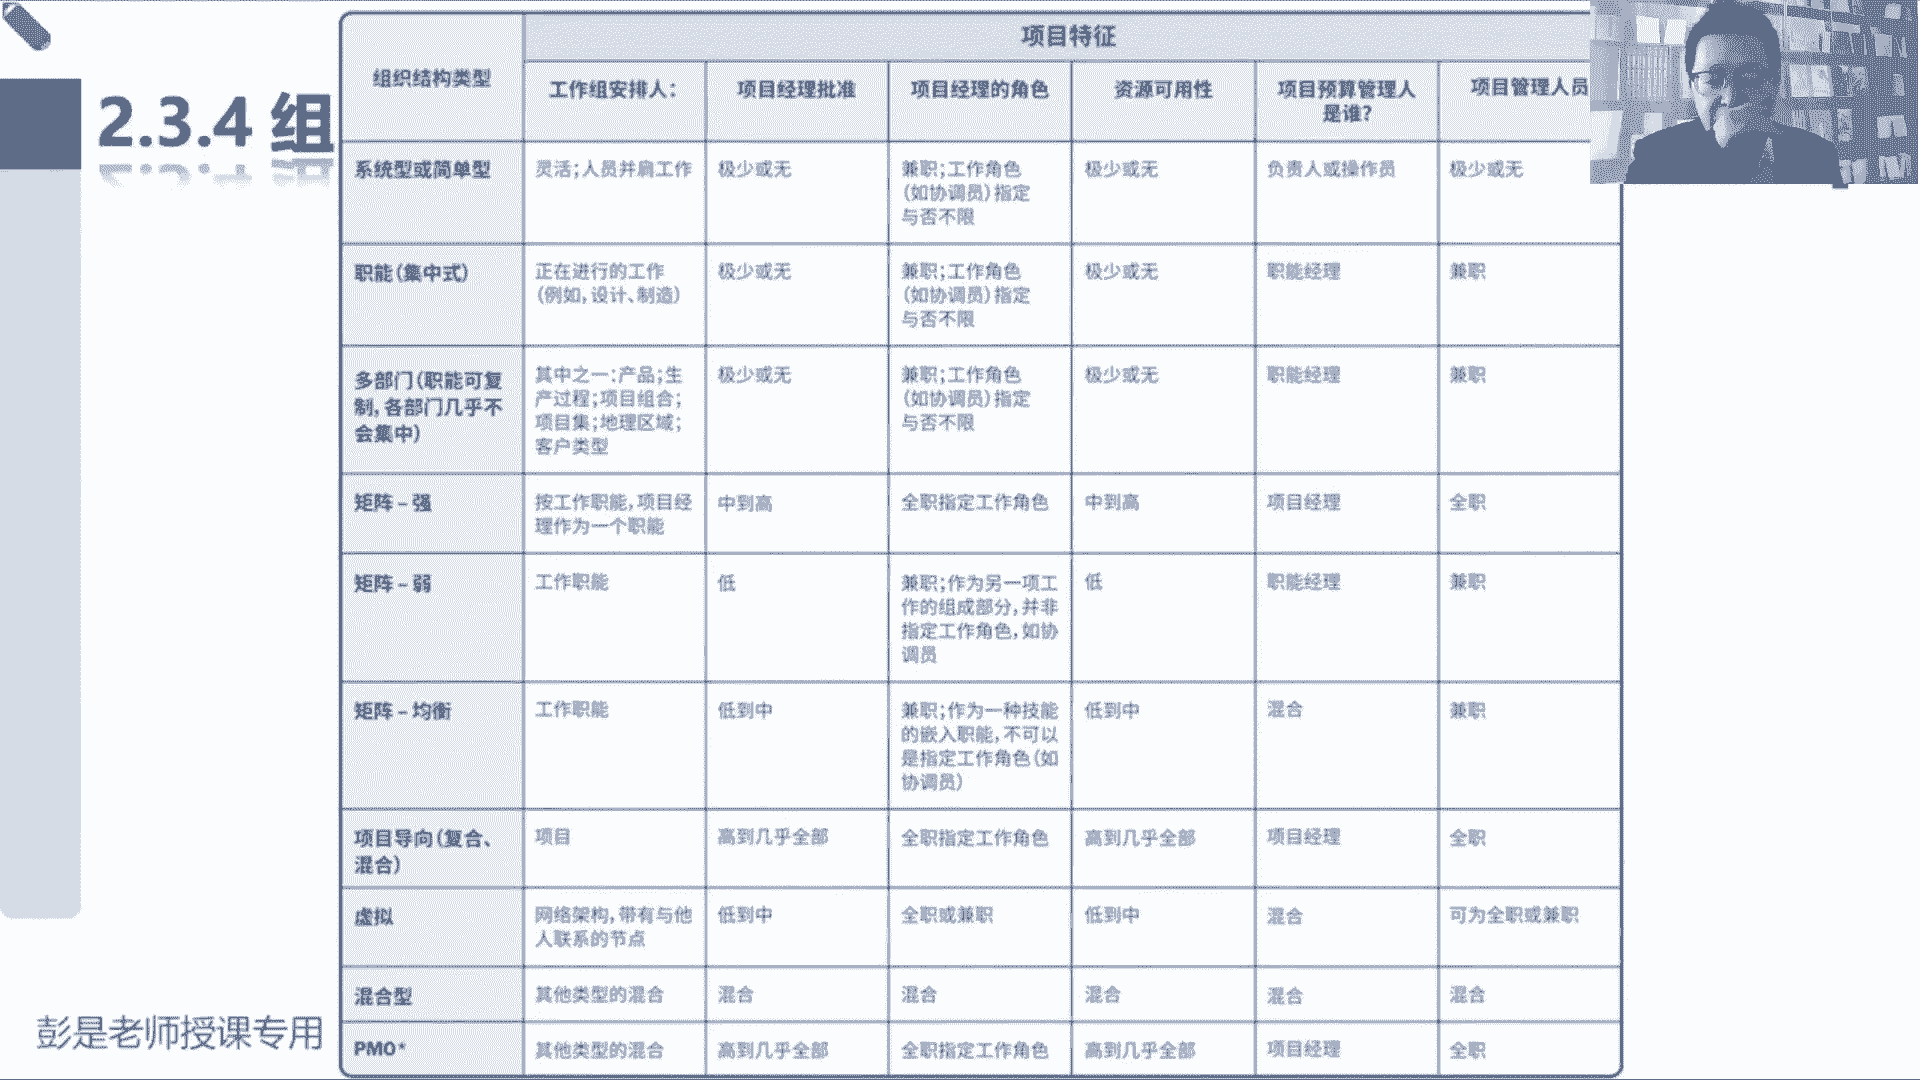 2.3.4 组
项目特征
组织结构类型
工作组安排人：
项目经理批准
项目经理的角色
资源可用性
项目预算管理人
是谁？
项目管理人员
系统型或简单型
灵活；人员并肩工作
极少或无
兼职；工作角色
（如协调员）指定
与否不限
极少或无
负责人或操作员
极少或无
职能（集中式）
正在进行的工作
（例如，设计、制造）
极少或无
兼职；工作角色
（如协调员）指定
与否不限
极少或无
职能经理
兼职
多部门（职能可复
制，各部门几乎不
会集中）
其中之一：产品；生
产过程；项目组合；
项目集；地理区域；
客户类型
极少或无
兼职；工作角色
（如协调员）指定
与否不限
极少或无
职能经理
兼职
矩阵 – 强
按工作职能，项目经
理作为一个职能
中到高
全职指定工作角色
中到高
项目经理
全职
矩阵 – 弱
工作职能
低
兼职；作为另一项工
作的组成部分，并非
指定工作角色，如协
调员
低
职能经理
兼职
矩阵 – 均衡
工作职能
低到中
兼职；作为一种技能
的嵌入职能，不可以
是指定工作角色（如
协调员）
低到中
混合
兼职
项目导向（复合、
混合）
项目
高到几乎全部
全职指定工作角色
高到几乎全部
项目经理
全职
虚拟
网络架构，带有与他
人联系的节点
低到中
全职或兼职
低到中
混合
可为全职或兼职
混合型
其他类型的混合
混合
混合
混合
混合
混合
PMO*
其他类型的混合
高到几乎全部
全职指定工作角色
高到几乎全部
项目经理
全职
彭是老师授课专用